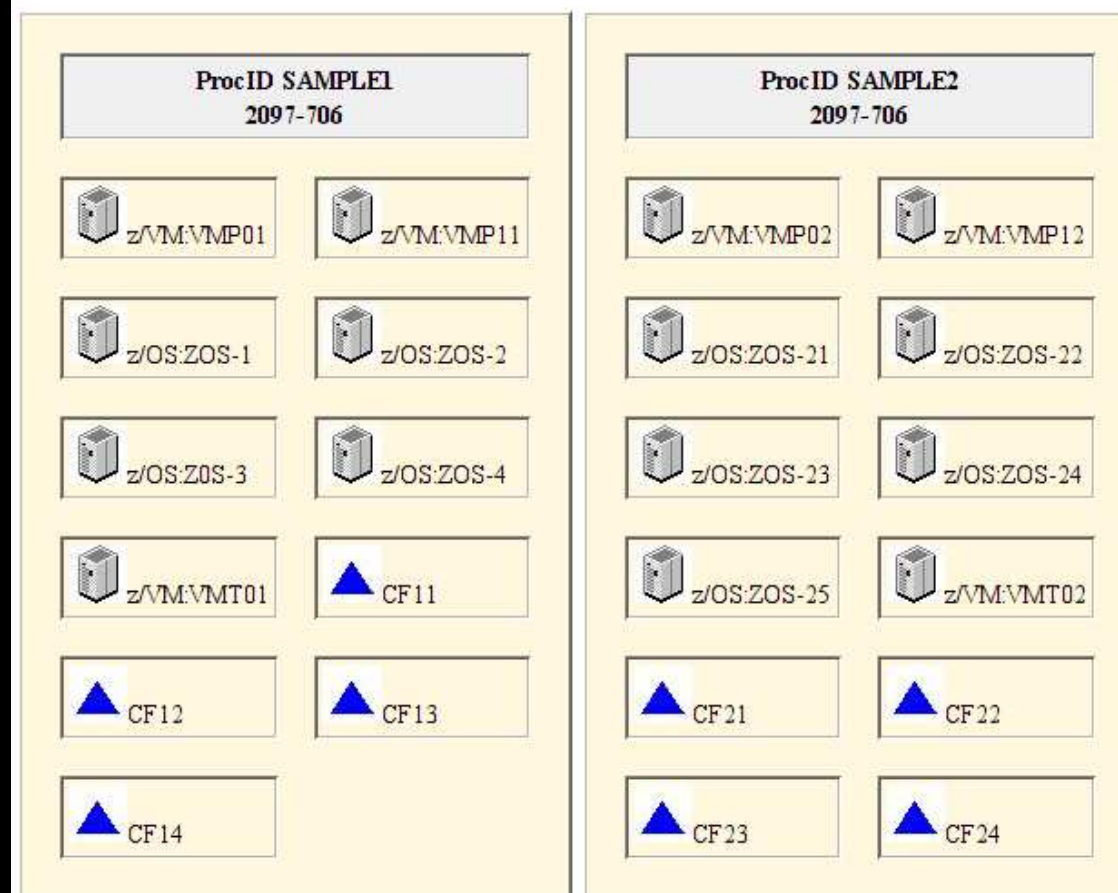 ProcID SAMPLE1
2097-706
z/VM:VMP01
z/VM:VMP11
z/OS:ZOS-1
z/OS:ZOS-2
z/OS:Z0S-3
z/OS:ZOS-4
z/VM:VMT01
CF11
CF12
CF13
CF14
ProcID SAMPLE2
2097-706
z/VM:VMP02
z/VM:VMP12
z/OS:ZOS-21
z/OS:ZOS-22
z/OS:ZOS-23
z/OS:ZOS-24
z/OS:ZOS-25
z/VM:VMT02
CF21
CF22
CF23
CF24